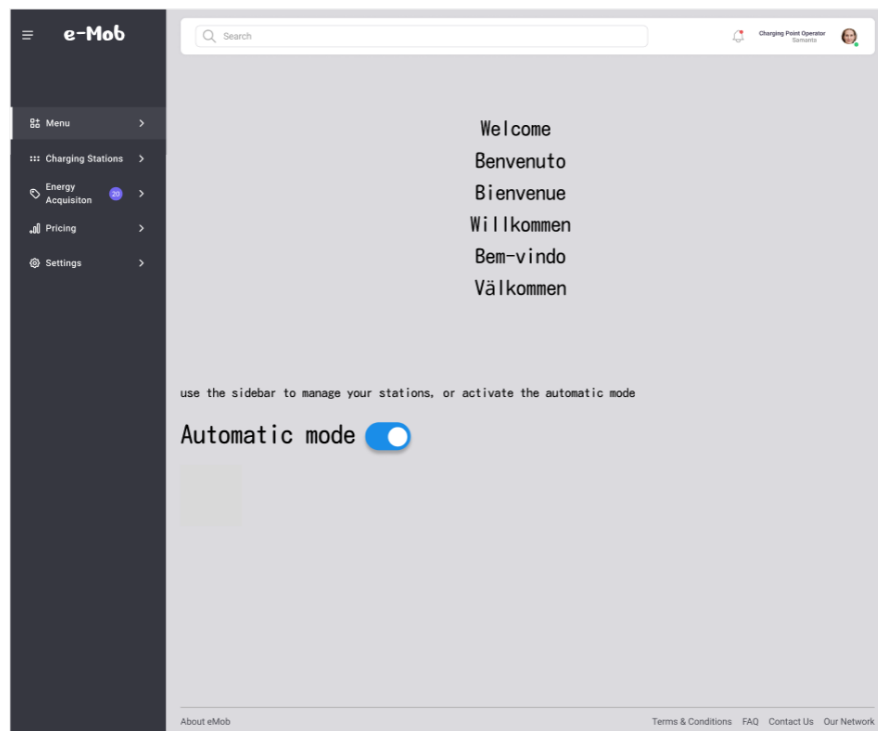 e-Mob
Search
Charging Point Operator
Samanta
Menu
Charging Stations
Energy
Acquisiton
20
Pricing
Settings
Welcome
Benvenuto
Bienvenue
Willkommen
Bem-vindo
Välkommen
use the sidebar to manage your stations, or activate the automatic mode
Automatic mode
About eMob
Terms & Conditions FAQ Contact Us Our Network